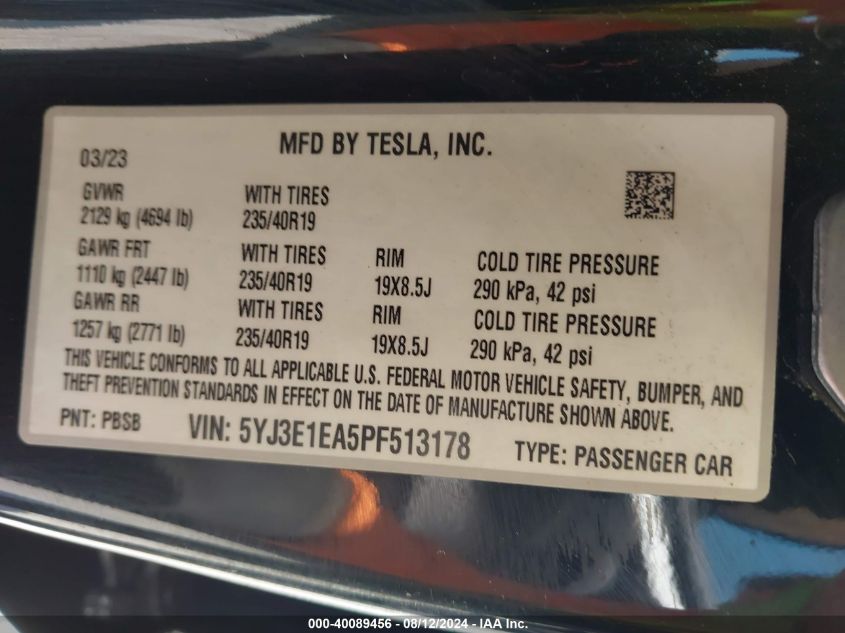 MFD BY TESLA, INC.
03/23
GVWR WITH TIRES
2129 kg (4694 lb) 235/40R19
GAWR FRT WITH TIRES RIM COLD TIRE PRESSURE
1110 kg (2447 lb) 235/40R19 19X8.5J 290 kPa, 42 psi
GAWR RR WITH TIRES RIM COLD TIRE PRESSURE
1257 kg (2771 lb) 235/40R19 19X8.5J 290 kPa, 42 psi
THIS VEHICLE CONFORMS TO ALL APPLICABLE U.S. FEDERAL MOTOR VEHICLE SAFETY, BUMPER, AND
THEFT PREVENTION STANDARDS IN EFFECT ON THE DATE OF MANUFACTURE SHOWN ABOVE.
PNT: PBSB VIN: 5YJ3E1EA5PF513178 TYPE: PASSENGER CAR
000-40089456 - 08/12/2024 - IAA Inc.